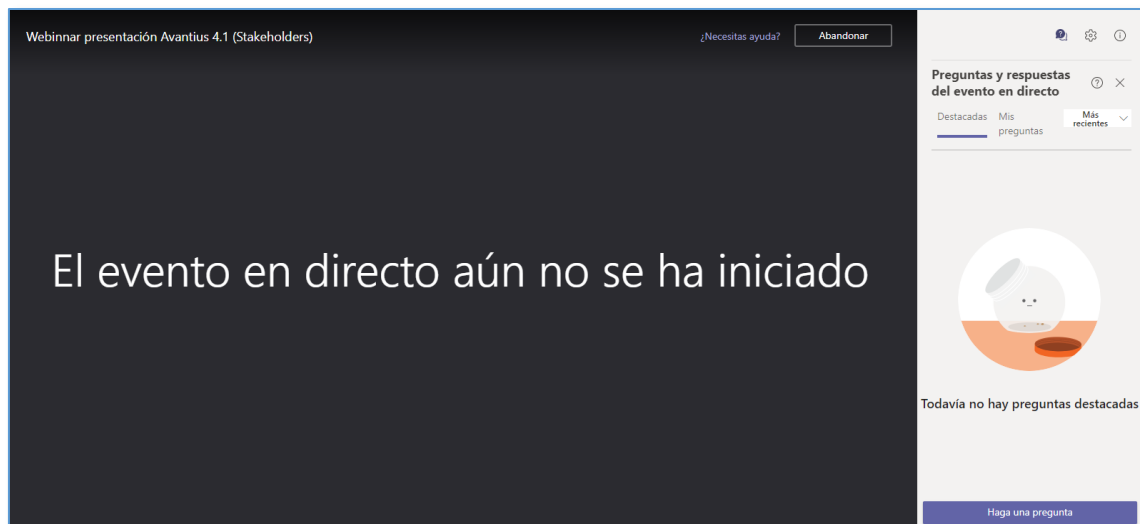 Webinnar presentación Avantius 4.1 (Stakeholders)
¿Necesitas ayuda?
Abandonar
El evento en directo aún no se ha iniciado
Preguntas y respuestas
del evento en directo
Destacadas
Mis
preguntas
Más
recientes
Todavía no hay preguntas destacadas
Haga una pregunta